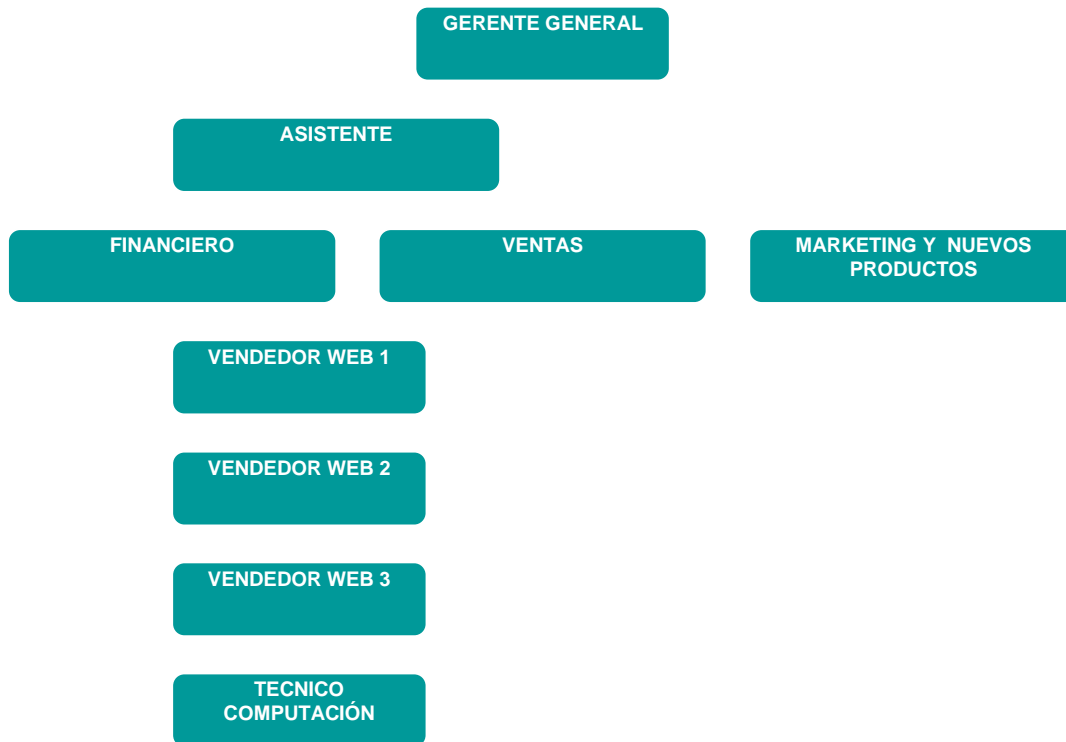 GERENTE GENERAL
ASISTENTE
FINANCIERO
VENTAS
MARKETING Y  NUEVOS
PRODUCTOS
VENDEDOR WEB 1
VENDEDOR WEB 2
VENDEDOR WEB 3
TECNICO
COMPUTACIÓN